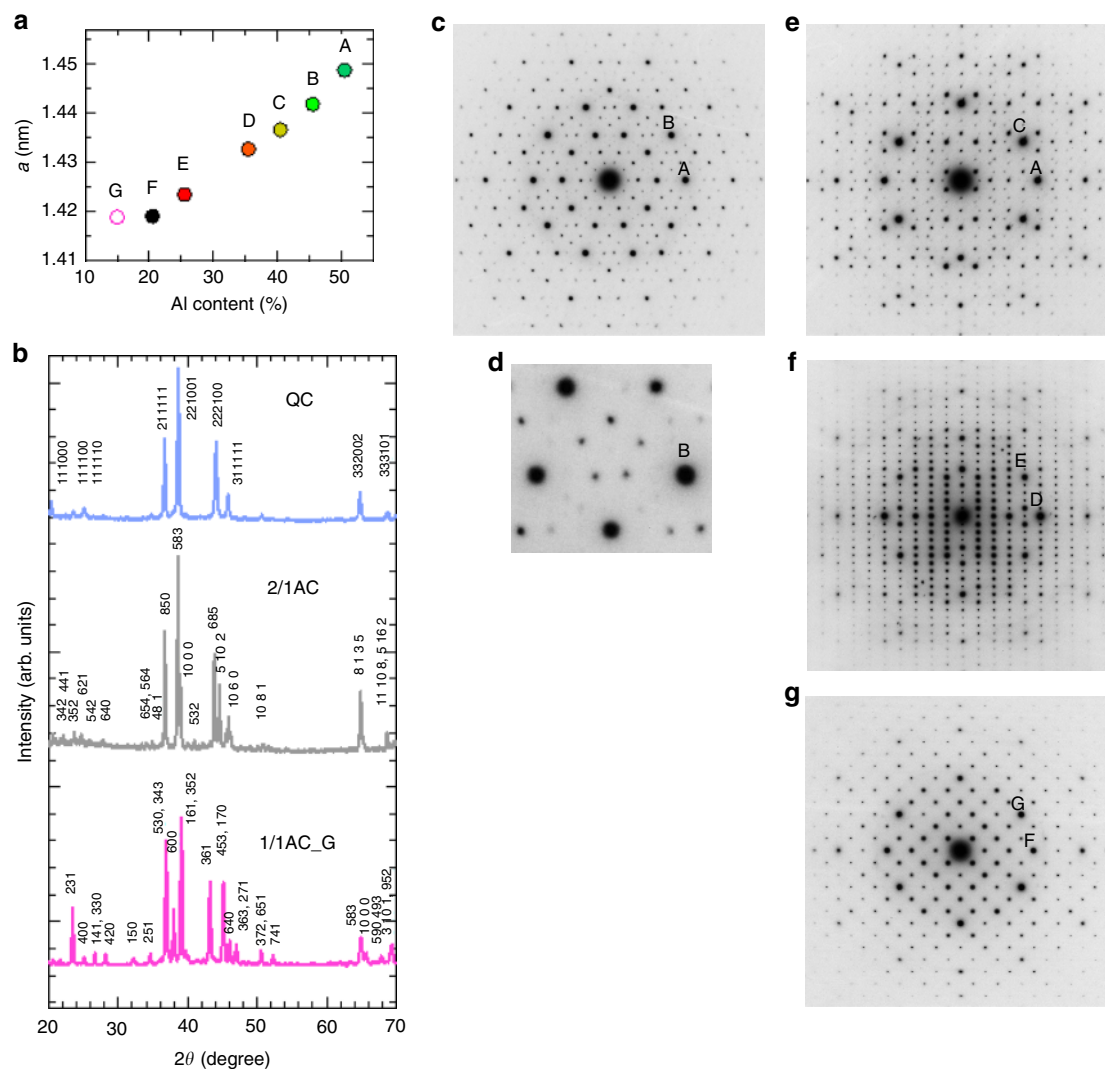 a
1.45
1.44
1.43
1.42
1.41
a (nm)
A
B
C
D
E
F
G
10 20 30 40 50
Al content (%)
b
Intensity (arb. units)
QC
111000
111100
111110
211111
221001
222100
311111
332002
333101
2/1AC
342 441
352 621
542
640
654, 564
48 1
850
583
10 0 0
532
685
5 10 2
10 6 0
10 8 1
8 1 3 5
11 10 8, 5 16 2
1/1AC_G
231
400
141, 330
420
150
251
530, 343
600
161, 352
361
453, 170
640
363, 271
372, 651
741
583
10 0 0
590 493
3 10 1, 952
20 30 40 50 60 70
2θ (degree)
c
B
A
d
B
e
C
A
f
E
D
g
G
F